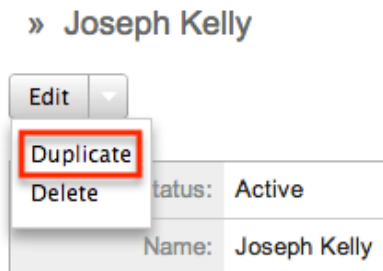 » Joseph Kelly
Edit
Duplicate
Delete
tatus: Active
Name: Joseph Kelly